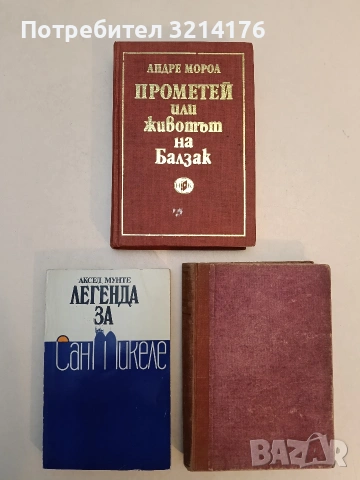 Потребител 3214176
АНДРЕ МОРОА
ПРОМЕТЕЙ
или
животът
на
Балзак
АКСЕЛ МУНТЕ
ЛЕГЕНДА
ЗА
Сан Микеле
BAZAR